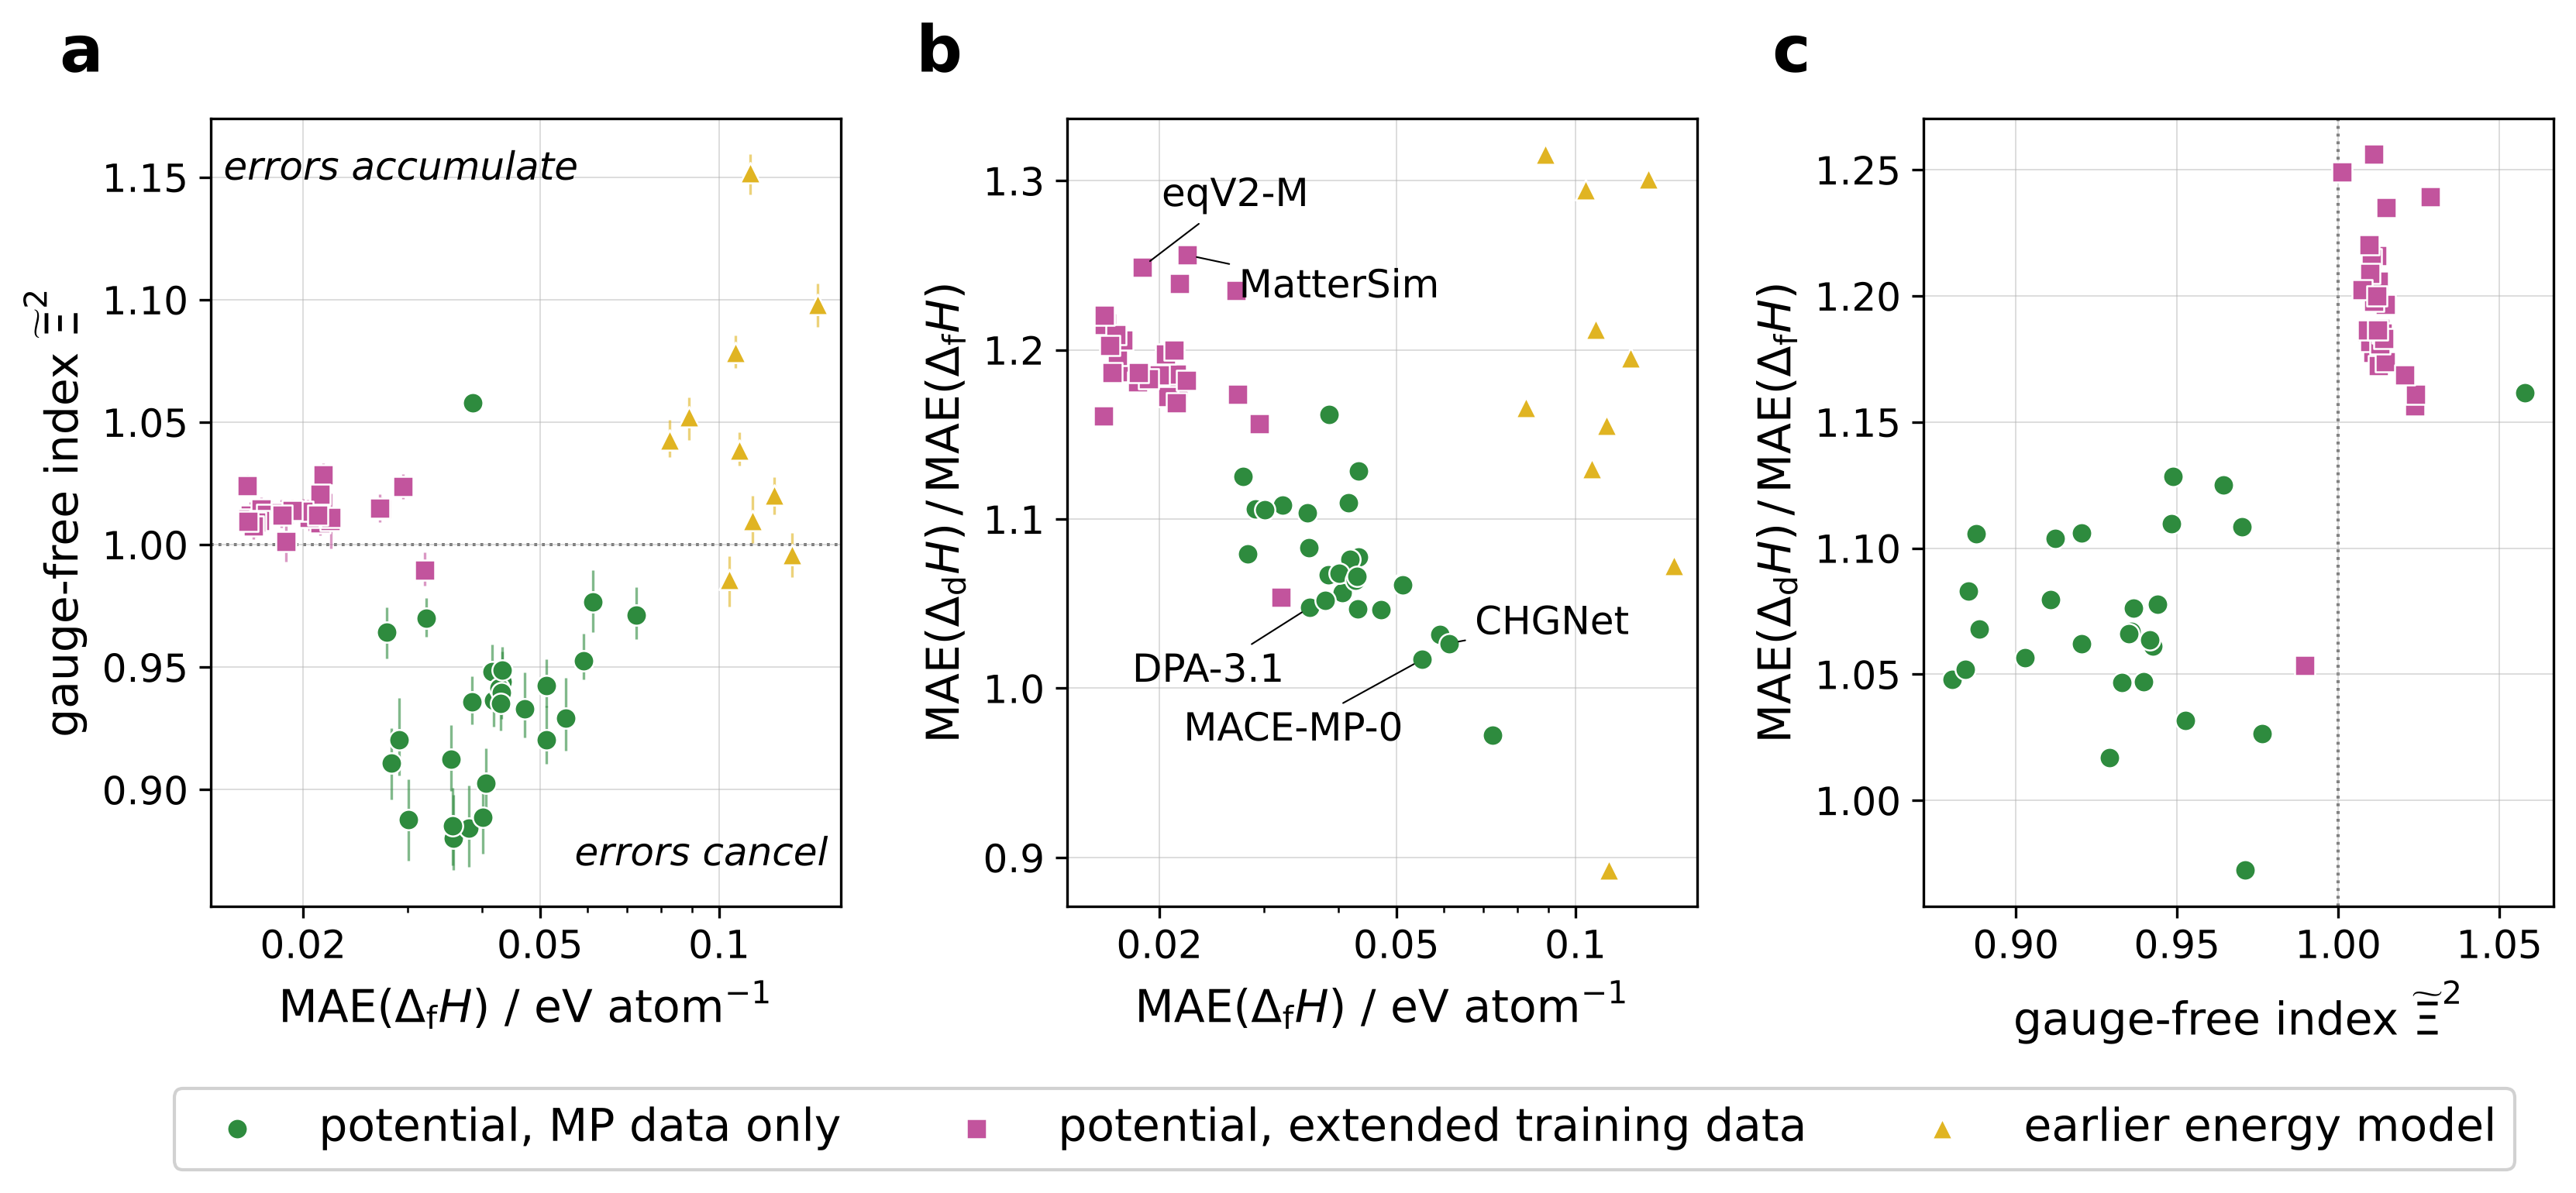 a
b
c
gauge-free index Ξ̃²
1.15
1.10
1.05
1.00
0.95
0.90
errors accumulate
errors cancel
0.02
0.05
0.1
MAE(ΔfH) / eV atom⁻¹
MAE(ΔdH) / MAE(ΔfH)
1.3
1.2
1.1
1.0
0.9
eqV2-M
MatterSim
CHGNet
DPA-3.1
MACE-MP-0
0.02
0.05
0.1
MAE(ΔfH) / eV atom⁻¹
MAE(ΔdH) / MAE(ΔfH)
1.25
1.20
1.15
1.10
1.05
1.00
0.90
0.95
1.00
1.05
gauge-free index Ξ̃²
potential, MP data only
potential, extended training data
earlier energy model